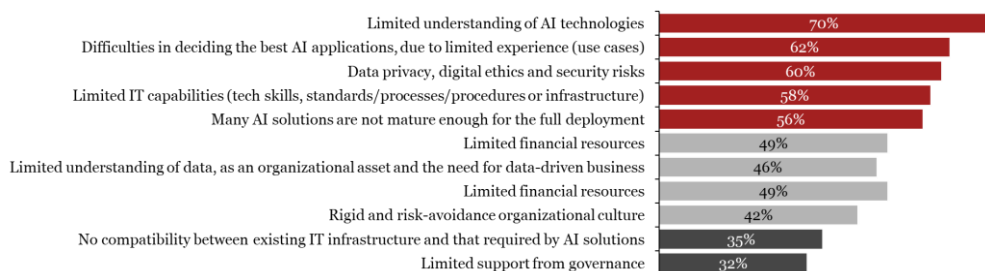 Limited understanding of AI technologies 70%
Difficulties in deciding the best AI applications, due to limited experience (use cases) 62%
Data privacy, digital ethics and security risks 60%
Limited IT capabilities (tech skills, standards/processes/procedures or infrastructure) 58%
Many AI solutions are not mature enough for the full deployment 56%
Limited financial resources 49%
Limited understanding of data, as an organizational asset and the need for data-driven business 46%
Limited financial resources 49%
Rigid and risk-avoidance organizational culture 42%
No compatibility between existing IT infrastructure and that required by AI solutions 35%
Limited support from governance 32%